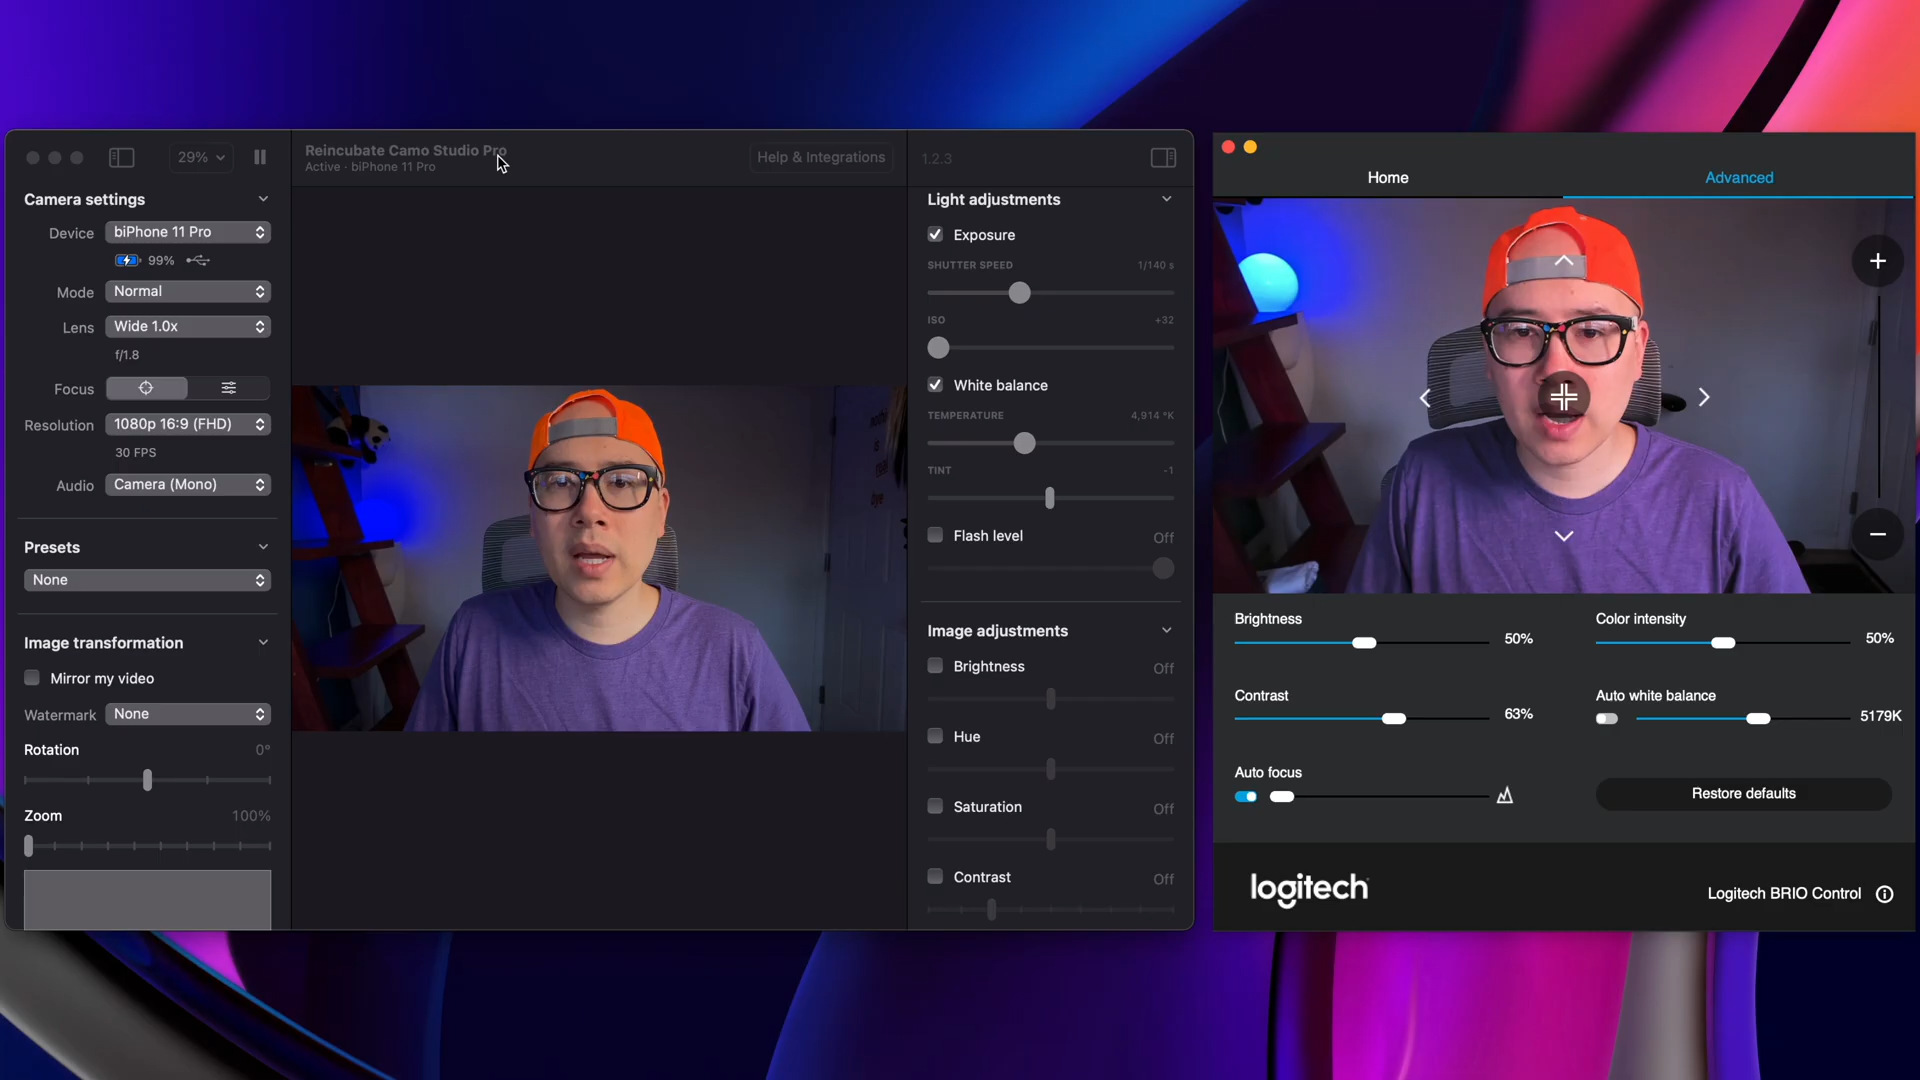 29%
Reincubate Camo Studio Pro
Active · biPhone 11 Pro
Help & Integrations
1.2.3
Camera settings
Device
biPhone 11 Pro
99%
Mode
Normal
Lens
Wide 1.0x
f/1.8
Focus
Resolution
1080p 16:9 (FHD)
30 FPS
Audio
Camera (Mono)
Presets
None
Image transformation
Mirror my video
Watermark
None
Rotation
0°
Zoom
100%
Light adjustments
Exposure
SHUTTER SPEED
1/140 s
ISO
+32
White balance
TEMPERATURE
4,914 °K
TINT
-1
Flash level
Off
Image adjustments
Brightness
Off
Hue
Off
Saturation
Off
Contrast
Off
Home
Advanced
Brightness
50%
Color intensity
50%
Contrast
63%
Auto white balance
5179K
Auto focus
Restore defaults
logitech
Logitech BRIO Control